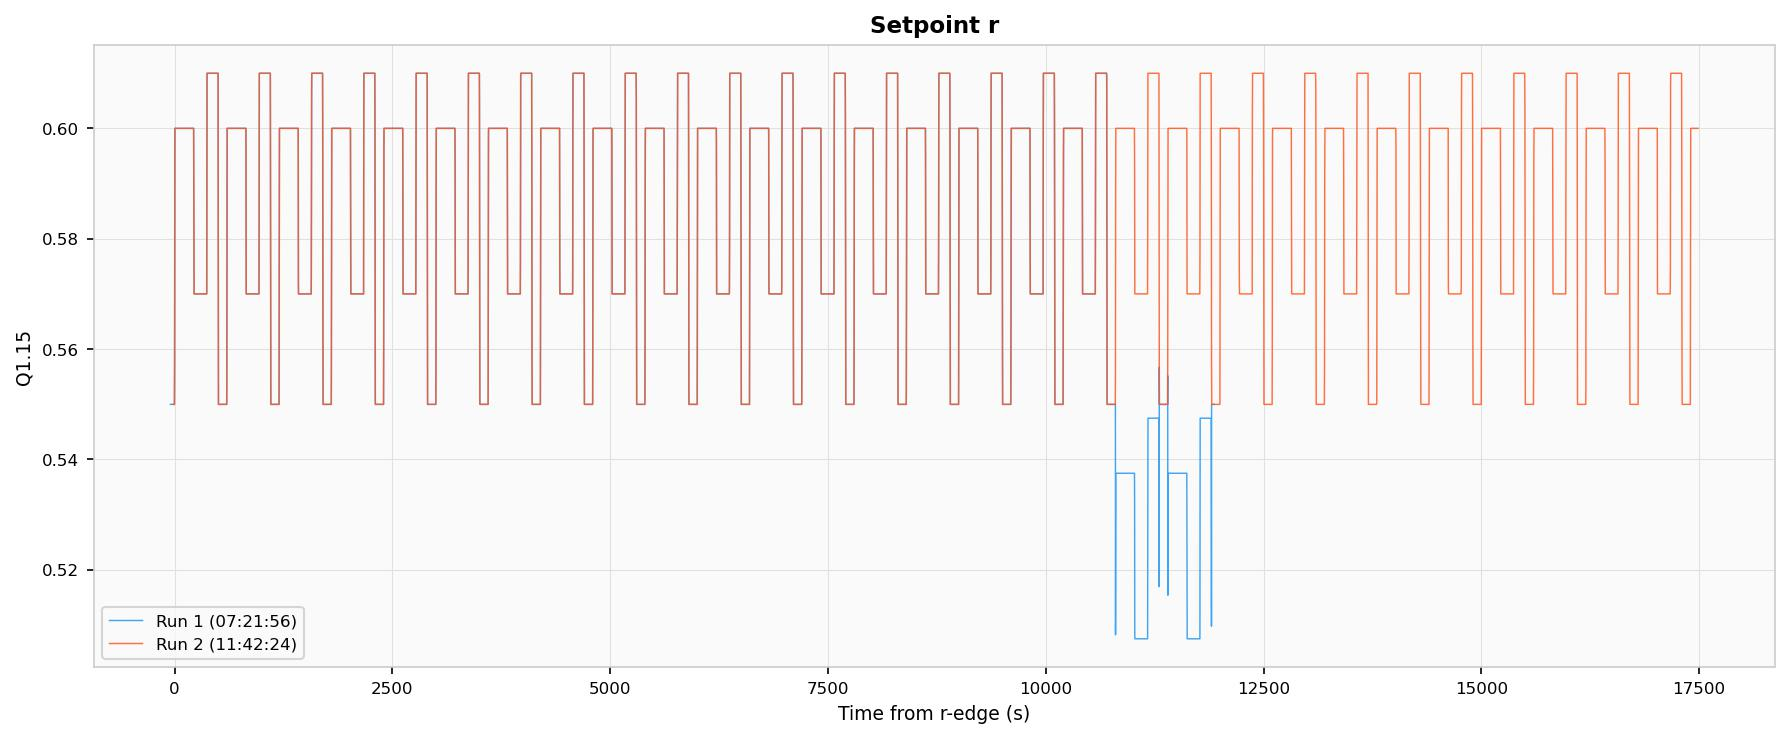 Setpoint r
0.60
0.58
0.56
0.54
0.52
Q1.15
Run 1 (07:21:56)
Run 2 (11:42:24)
0 2500 5000 7500 10000 12500 15000 17500
Time from r-edge (s)